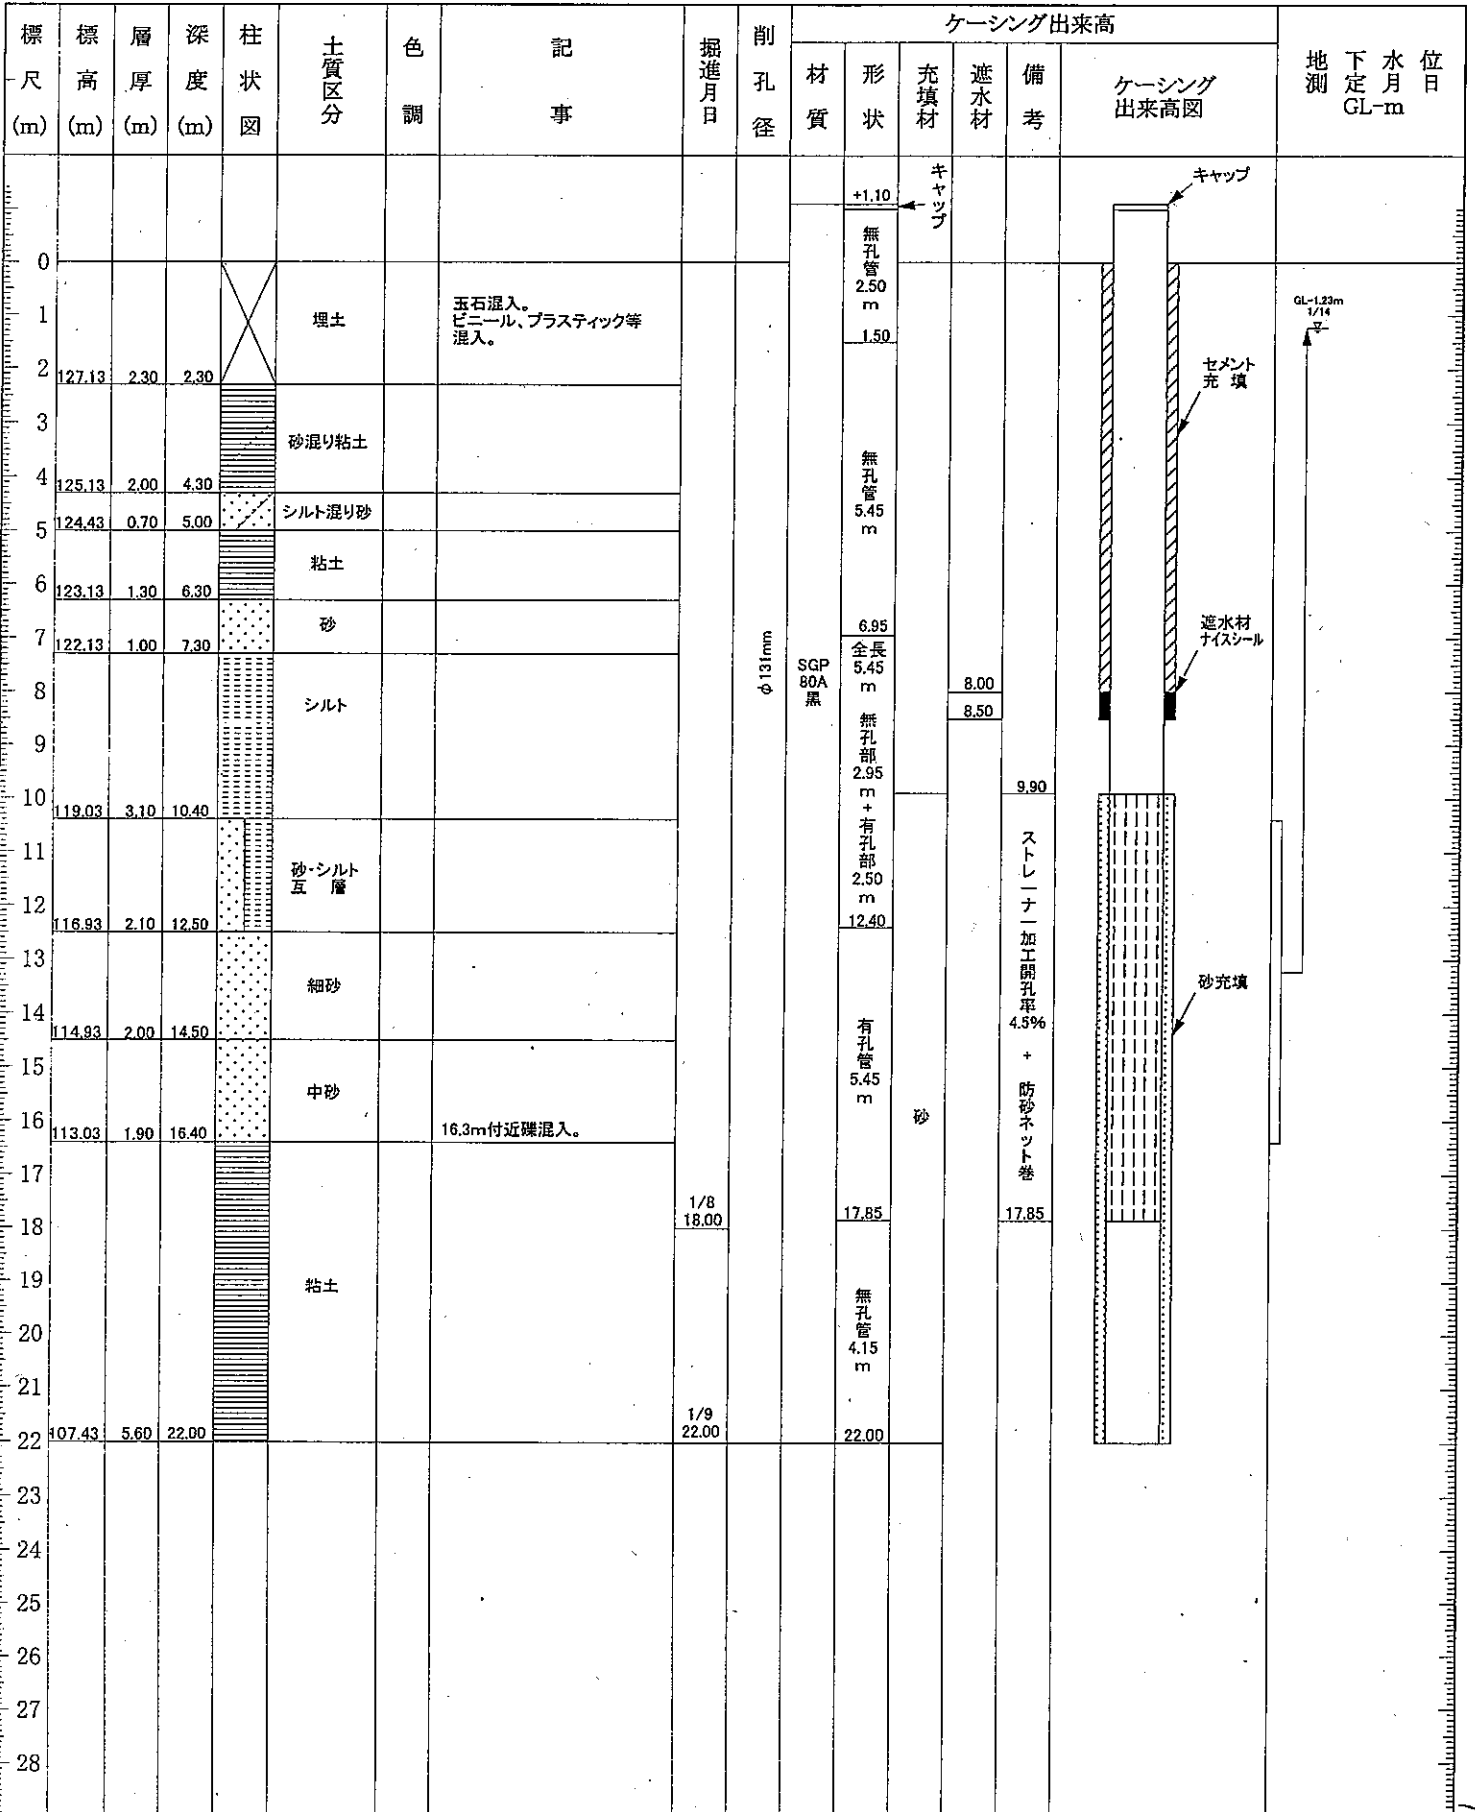 標尺(m)
標高(m)
層厚(m)
深度(m)
柱状図
土質区分
色調
記事
掘進月日
削孔径
ケーシング出来高
材質
形状
充填材
遮水材
備考
ケーシング
出来高図
地下水位
測定月日
GL-m
キャップ
+1.10
キャップ
0
1
2
3
4
5
6
7
8
9
10
11
12
13
14
15
16
17
18
19
20
21
22
23
24
25
26
27
28
埋土
玉石混入。
ビニール、プラスティック等
混入。
127.13 2.30 2.30
砂混り粘土
125.13 2.00 4.30
シルト混り砂
124.43 0.70 5.00
粘土
123.13 1.30 6.30
砂
122.13 1.00 7.30
シルト
119.03 3.10 10.40
砂・シルト
互 層
116.93 2.10 12.50
細砂
114.93 2.00 14.50
中砂
16.3m付近礫混入。
113.03 1.90 16.40
粘土
107.43 5.60 22.00
1/8
18.00
1/9
22.00
φ131mm
SGP
80A
黒
無孔管
2.50
m
1.50
無孔管
5.45
m
6.95
全長
5.45
m
無孔部
2.95
m
+
有孔部
2.50
m
12.40
有孔管
5.45
m
17.85
無孔管
4.15
m
22.00
砂
8.00
8.50
9.90
ストレーナー加工開孔率
4.5%
+
防砂ネット巻
17.85
セメント
充 填
遮水材
ナイスシール
砂充填
GL-1.23m
1/14